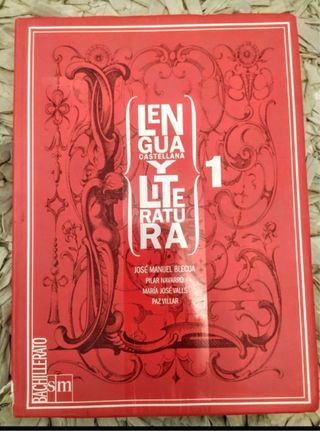 LEN
GUA
CASTELLANA
Y
LITE
RATU
RA
1
JOSÉ MANUEL BLECUA
PILAR NAVARRO
MARÍA JOSÉ VALLS
PAZ VILLAR
BACHILLERATO
sm